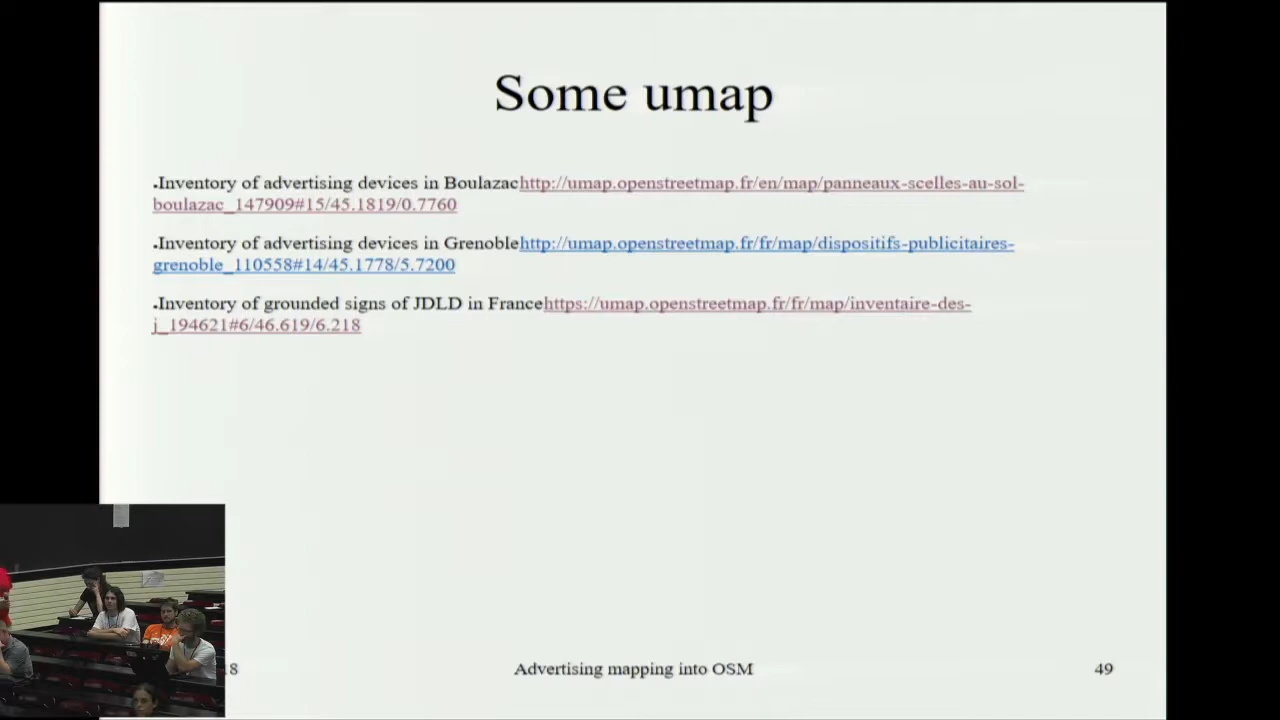 Some umap
.Inventory of advertising devices in Boulazachttp://umap.openstreetmap.fr/en/map/panneaux-scelles-au-sol-
boulazac_147909#15/45.1819/0.7760
.Inventory of advertising devices in Grenoblehttp://umap.openstreetmap.fr/fr/map/dispositifs-publicitaires-
grenoble_110558#14/45.1778/5.7200
.Inventory of grounded signs of JDLD in Francehttps://umap.openstreetmap.fr/fr/map/inventaire-des-
j_194621#6/46.619/6.218
18 Advertising mapping into OSM 49